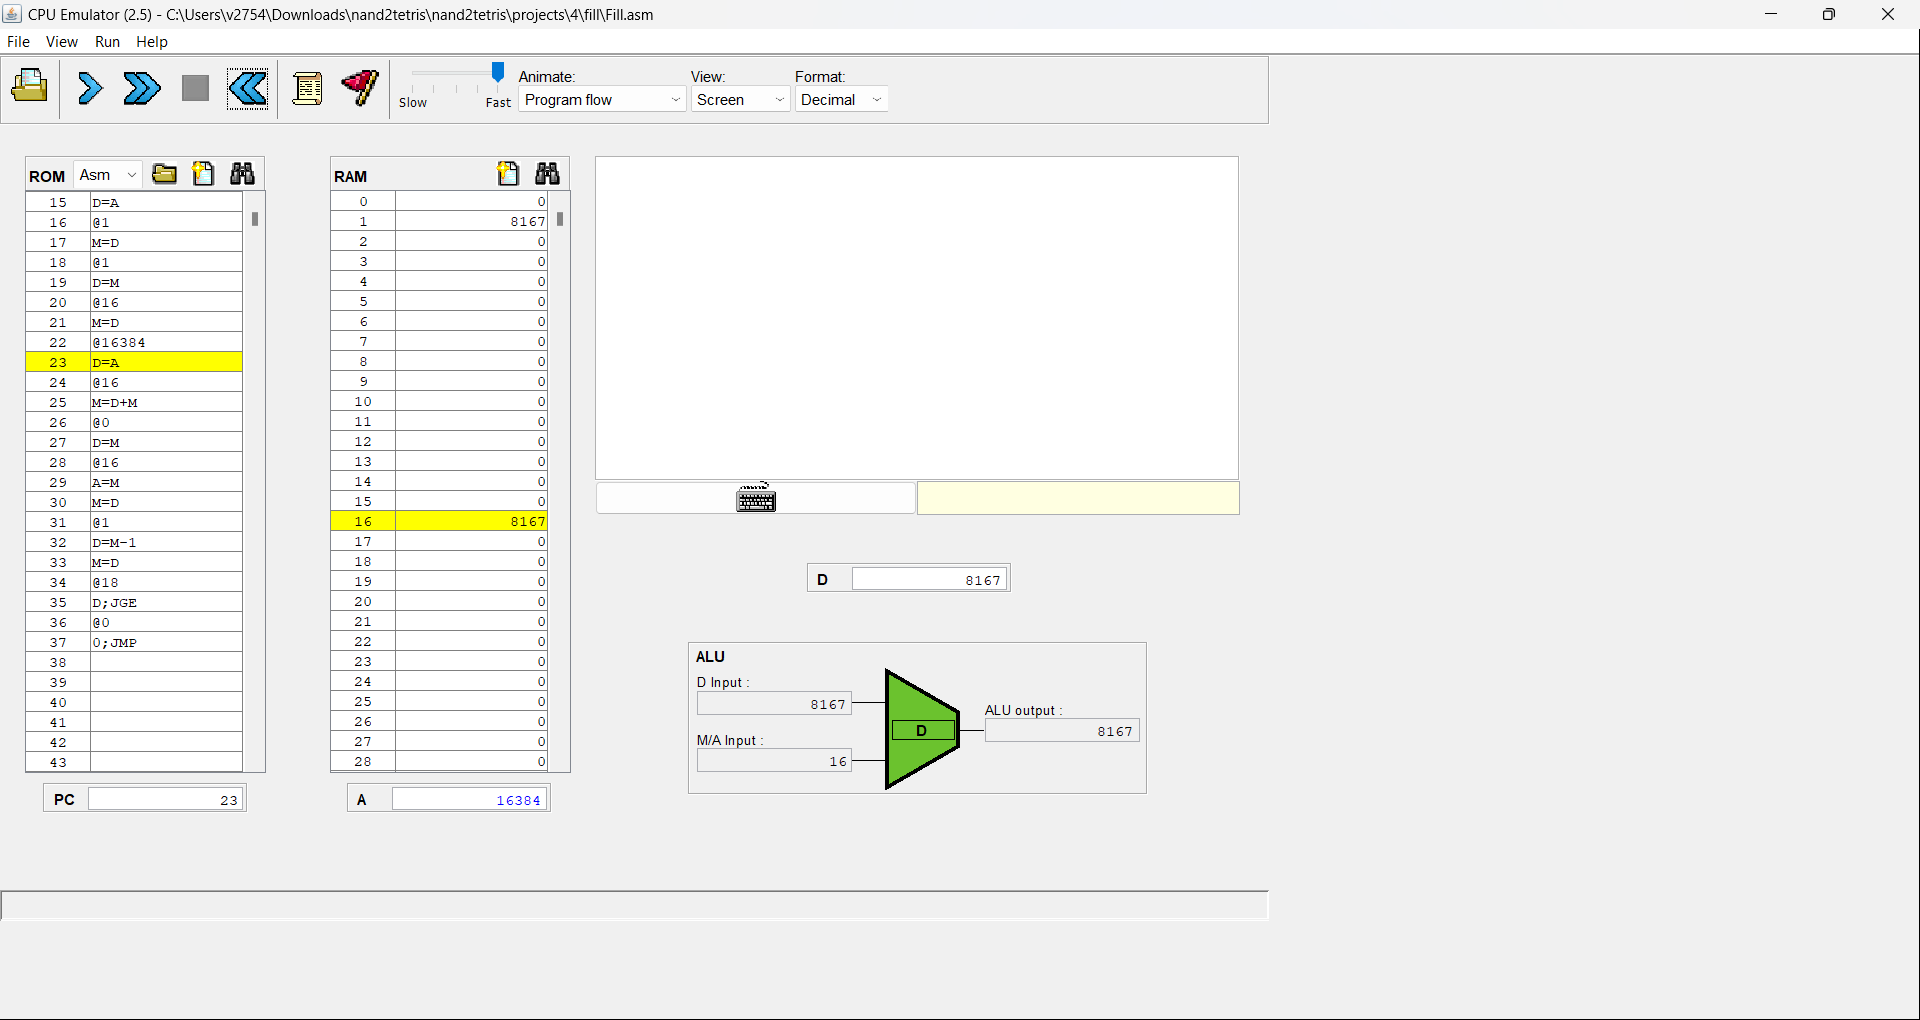 CPU Emulator (2.5) - C:\Users\v2754\Downloads\nand2tetris\nand2tetris\projects\4\fill\Fill.asm
File View Run Help
Slow Fast
Animate:
Program flow
View:
Screen
Format:
Decimal
ROM Asm
15 D=A
16 @1
17 M=D
18 @1
19 D=M
20 @16
21 M=D
22 @16384
23 D=A
24 @16
25 M=D+M
26 @0
27 D=M
28 @16
29 A=M
30 M=D
31 @1
32 D=M-1
33 M=D
34 @18
35 D;JGE
36 @0
37 0;JMP
38
39
40
41
42
43
PC 23
RAM
0 0
1 8167
2 0
3 0
4 0
5 0
6 0
7 0
8 0
9 0
10 0
11 0
12 0
13 0
14 0
15 0
16 8167
17 0
18 0
19 0
20 0
21 0
22 0
23 0
24 0
25 0
26 0
27 0
28 0
A 16384
D 8167
ALU
D Input :
8167
M/A Input :
16
D
ALU output :
8167